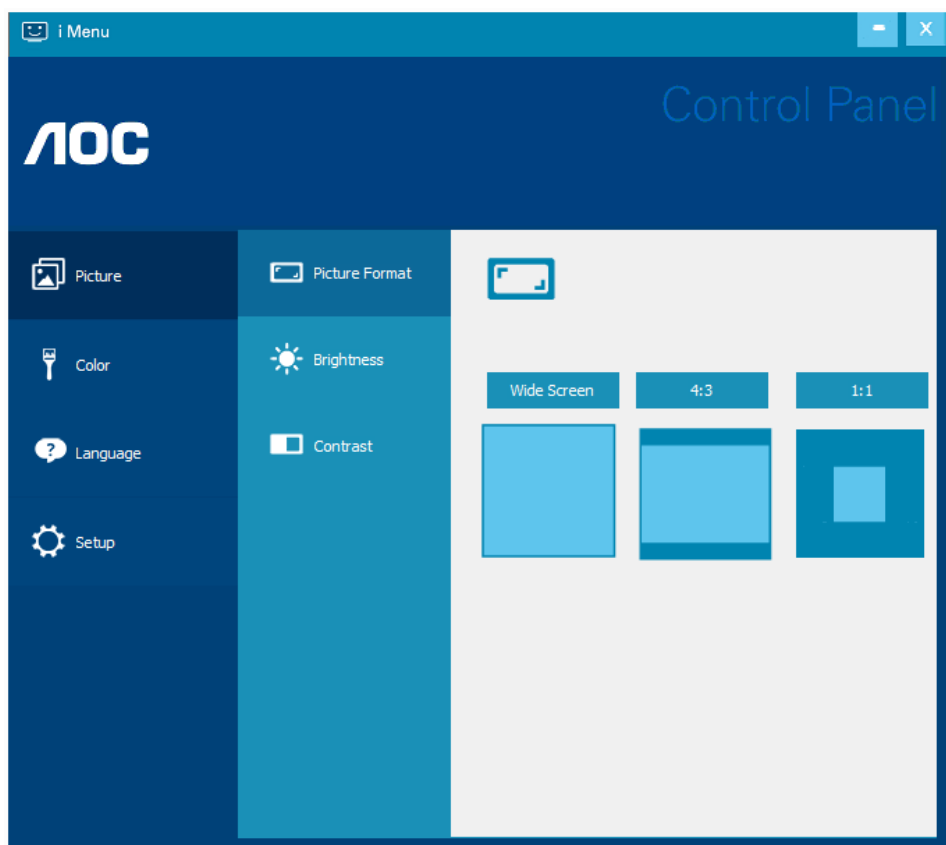 i Menu
Control Panel
AOC
Picture
Color
Language
Setup
Picture Format
Brightness
Contrast
Wide Screen
4:3
1:1